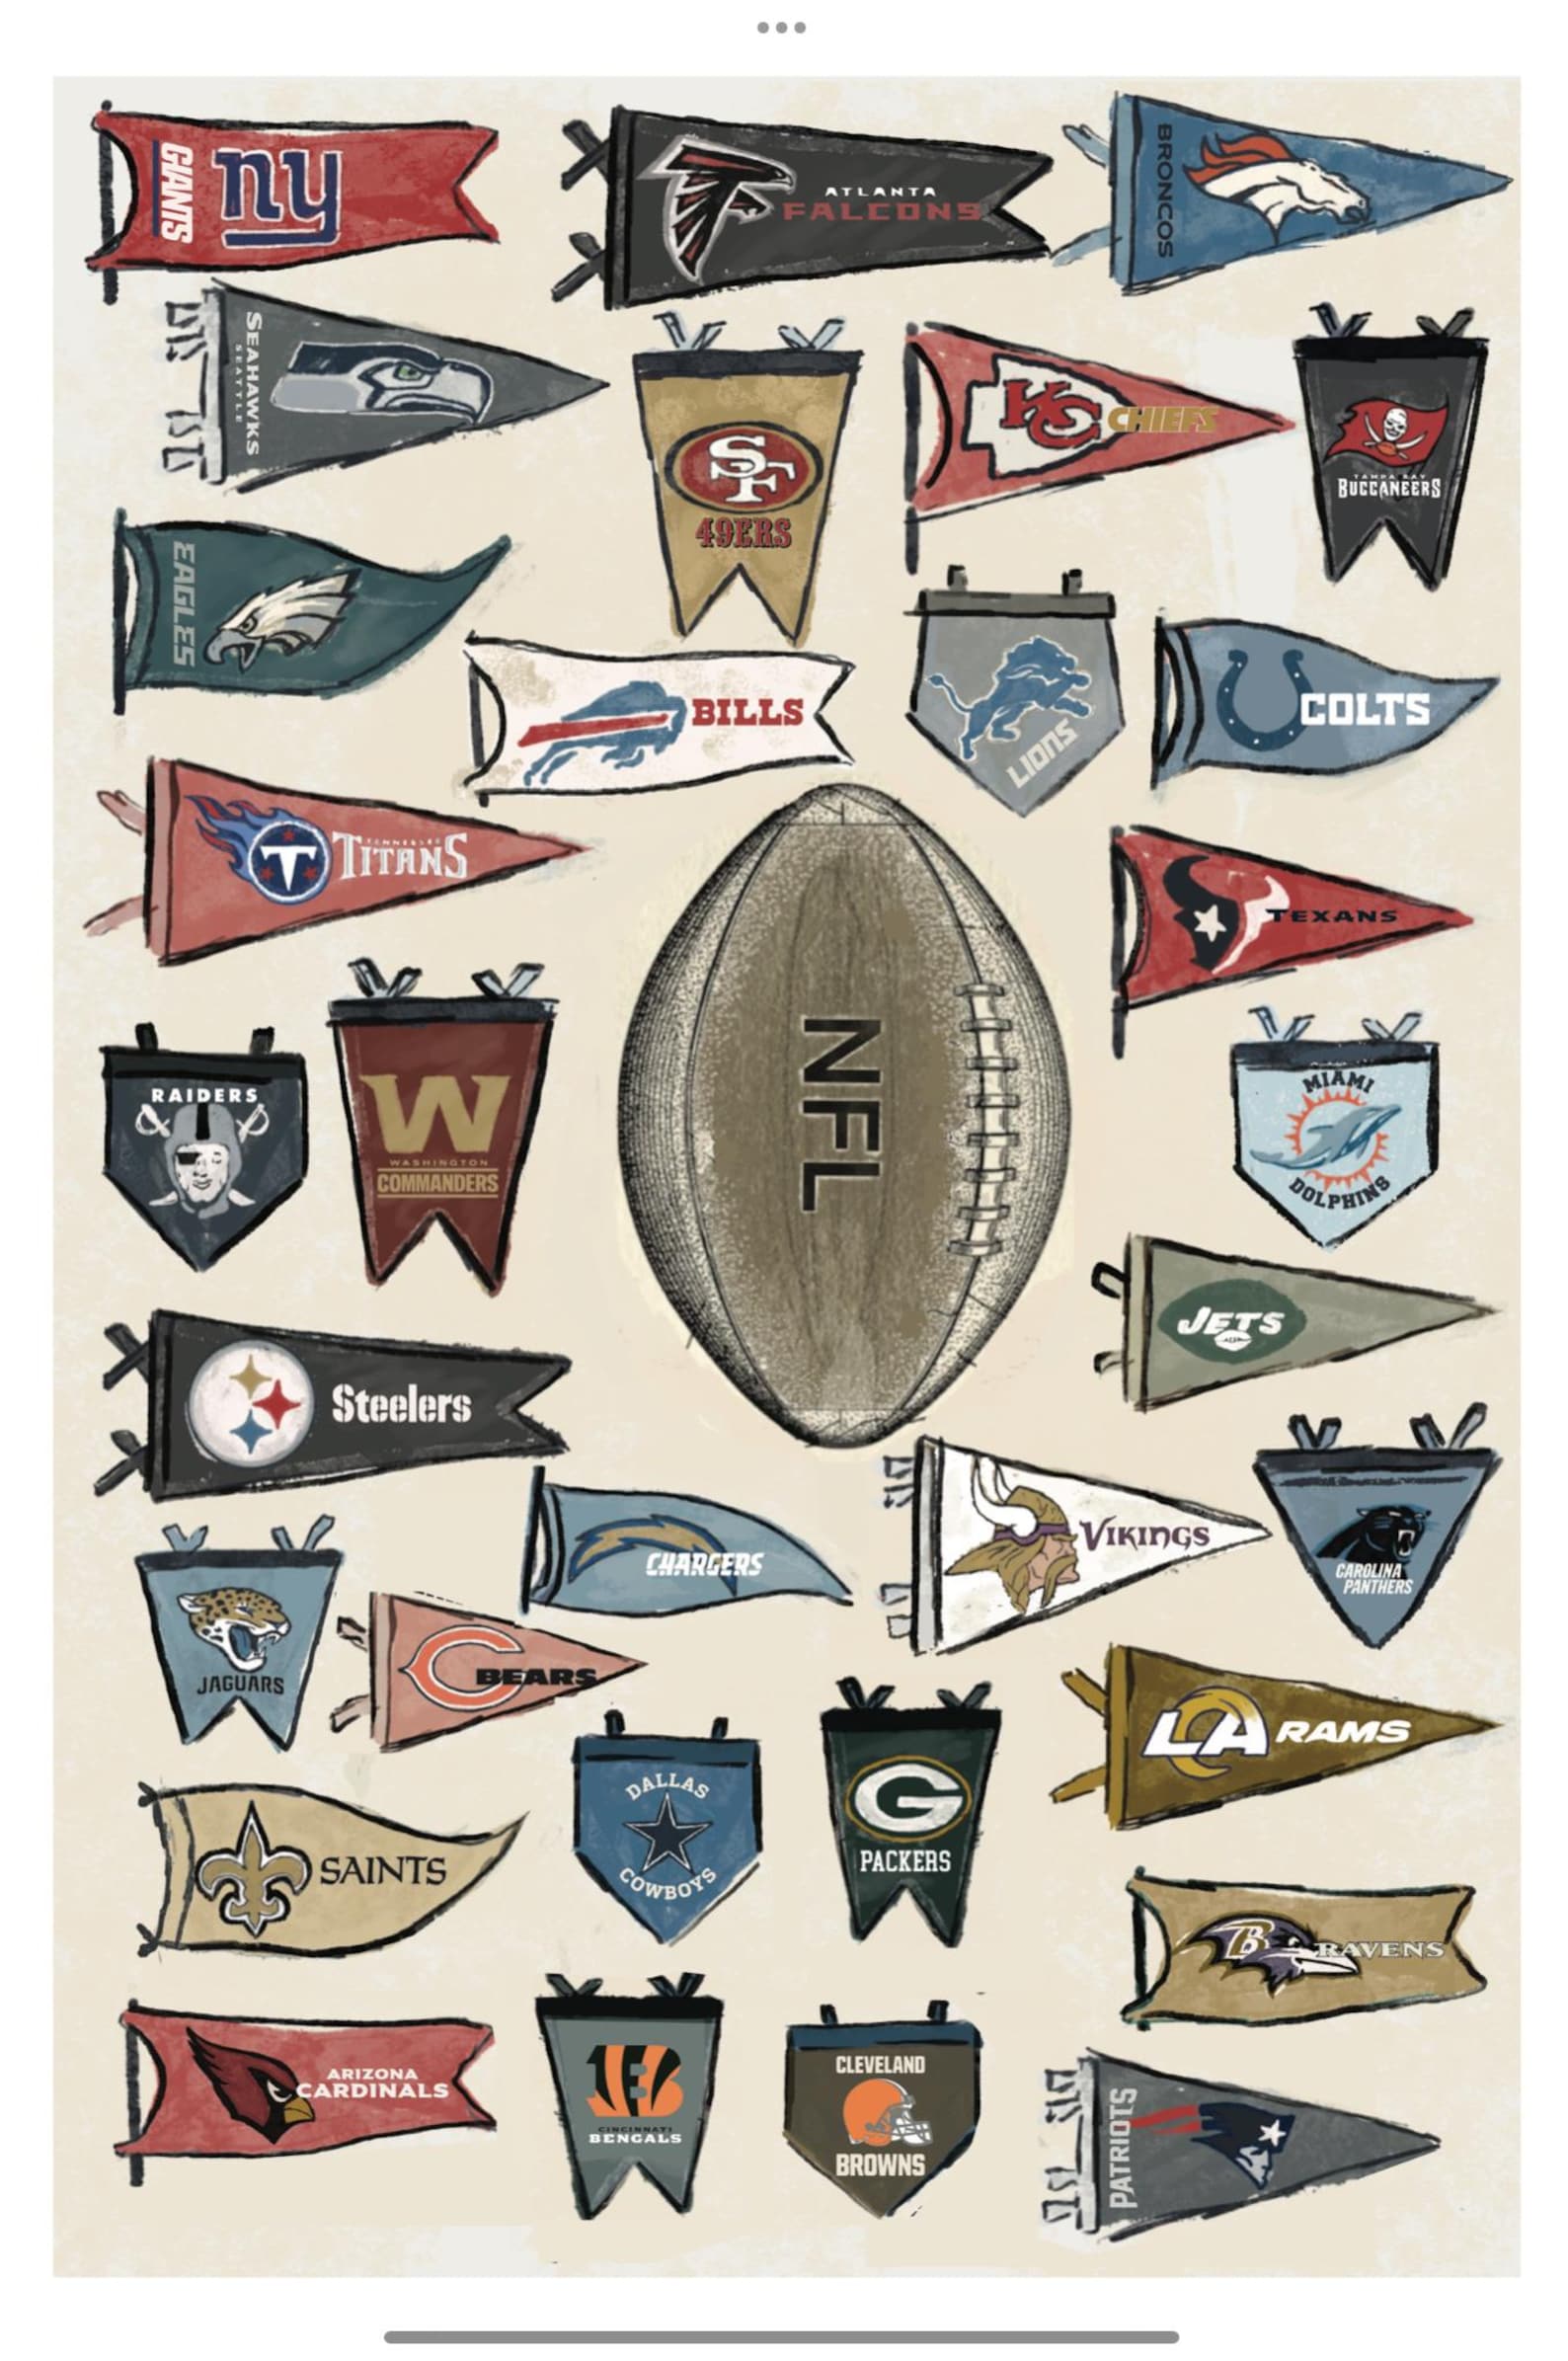 GIANTS
ny
ATLANTA
FALCONS
BRONCOS
SEAHAWKS
SEATTLE
SF
49ERS
KC
CHIEFS
TAMPA BAY
BUCCANEERS
EAGLES
BILLS
LIONS
COLTS
T
TENNESSEE
TITANS
TEXANS
RAIDERS
W
WASHINGTON
COMMANDERS
NFL
MIAMI
DOLPHINS
JETS
Steelers
CHARGERS
VIKINGS
CAROLINA
PANTHERS
JAGUARS
C
BEARS
LA RAMS
DALLAS
COWBOYS
G
PACKERS
SAINTS
B
RAVENS
ARIZONA
CARDINALS
B
CINCINNATI
BENGALS
CLEVELAND
BROWNS
PATRIOTS